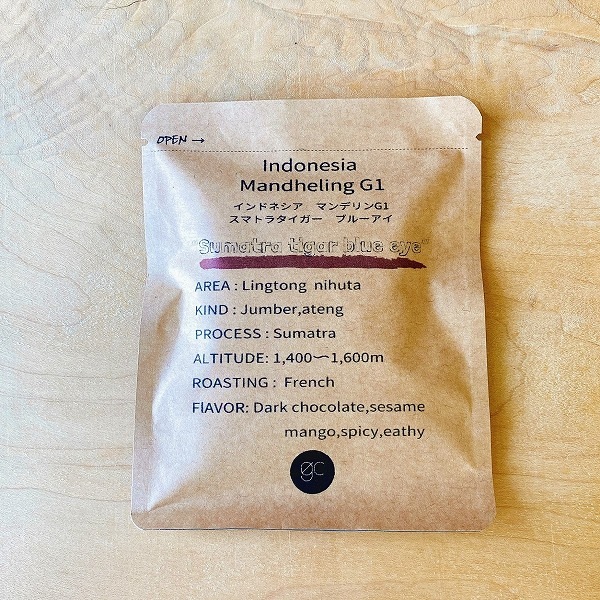 OPEN →
Indonesia
Mandheling G1
インドネシア　マンデリンG1
スマトラタイガー　ブルーアイ
"Sumatra tigar blue eye"
AREA : Lingtong nihuta
KIND : Jumber,ateng
PROCESS : Sumatra
ALTITUDE: 1,400〜1,600m
ROASTING : French
FlAVOR: Dark chocolate,sesame
mango,spicy,eathy
gc